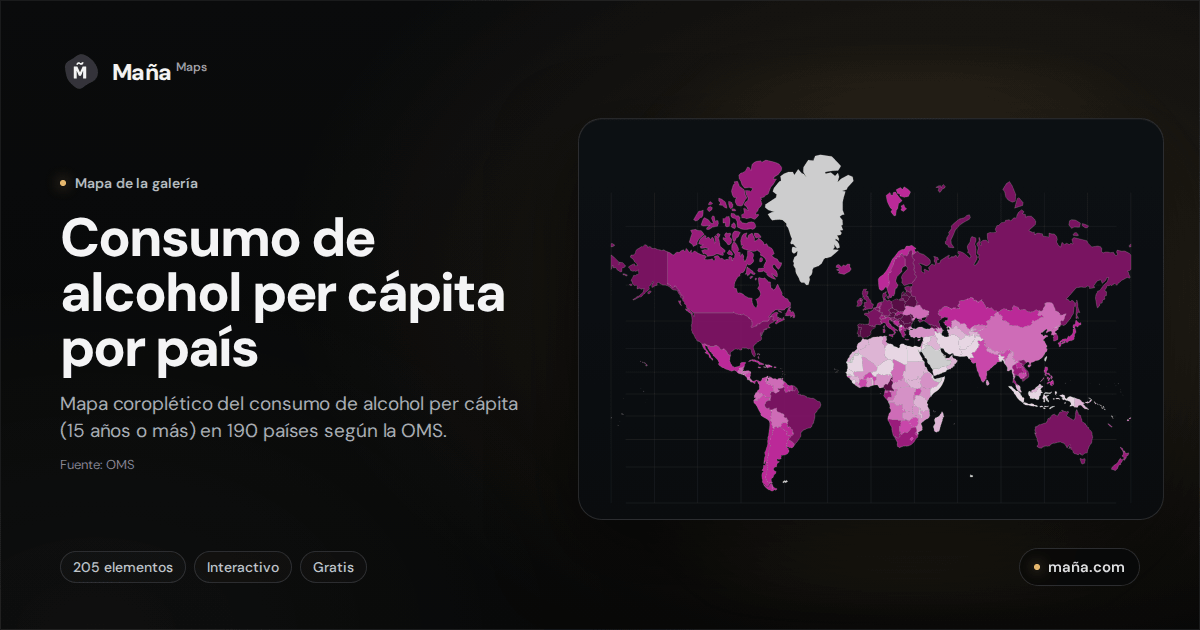 M̃ Maña Maps
Mapa de la galería
Consumo de
alcohol per cápita
por país
Mapa coroplético del consumo de alcohol per cápita
(15 años o más) en 190 países según la OMS.
Fuente: OMS
205 elementos Interactivo Gratis
maña.com